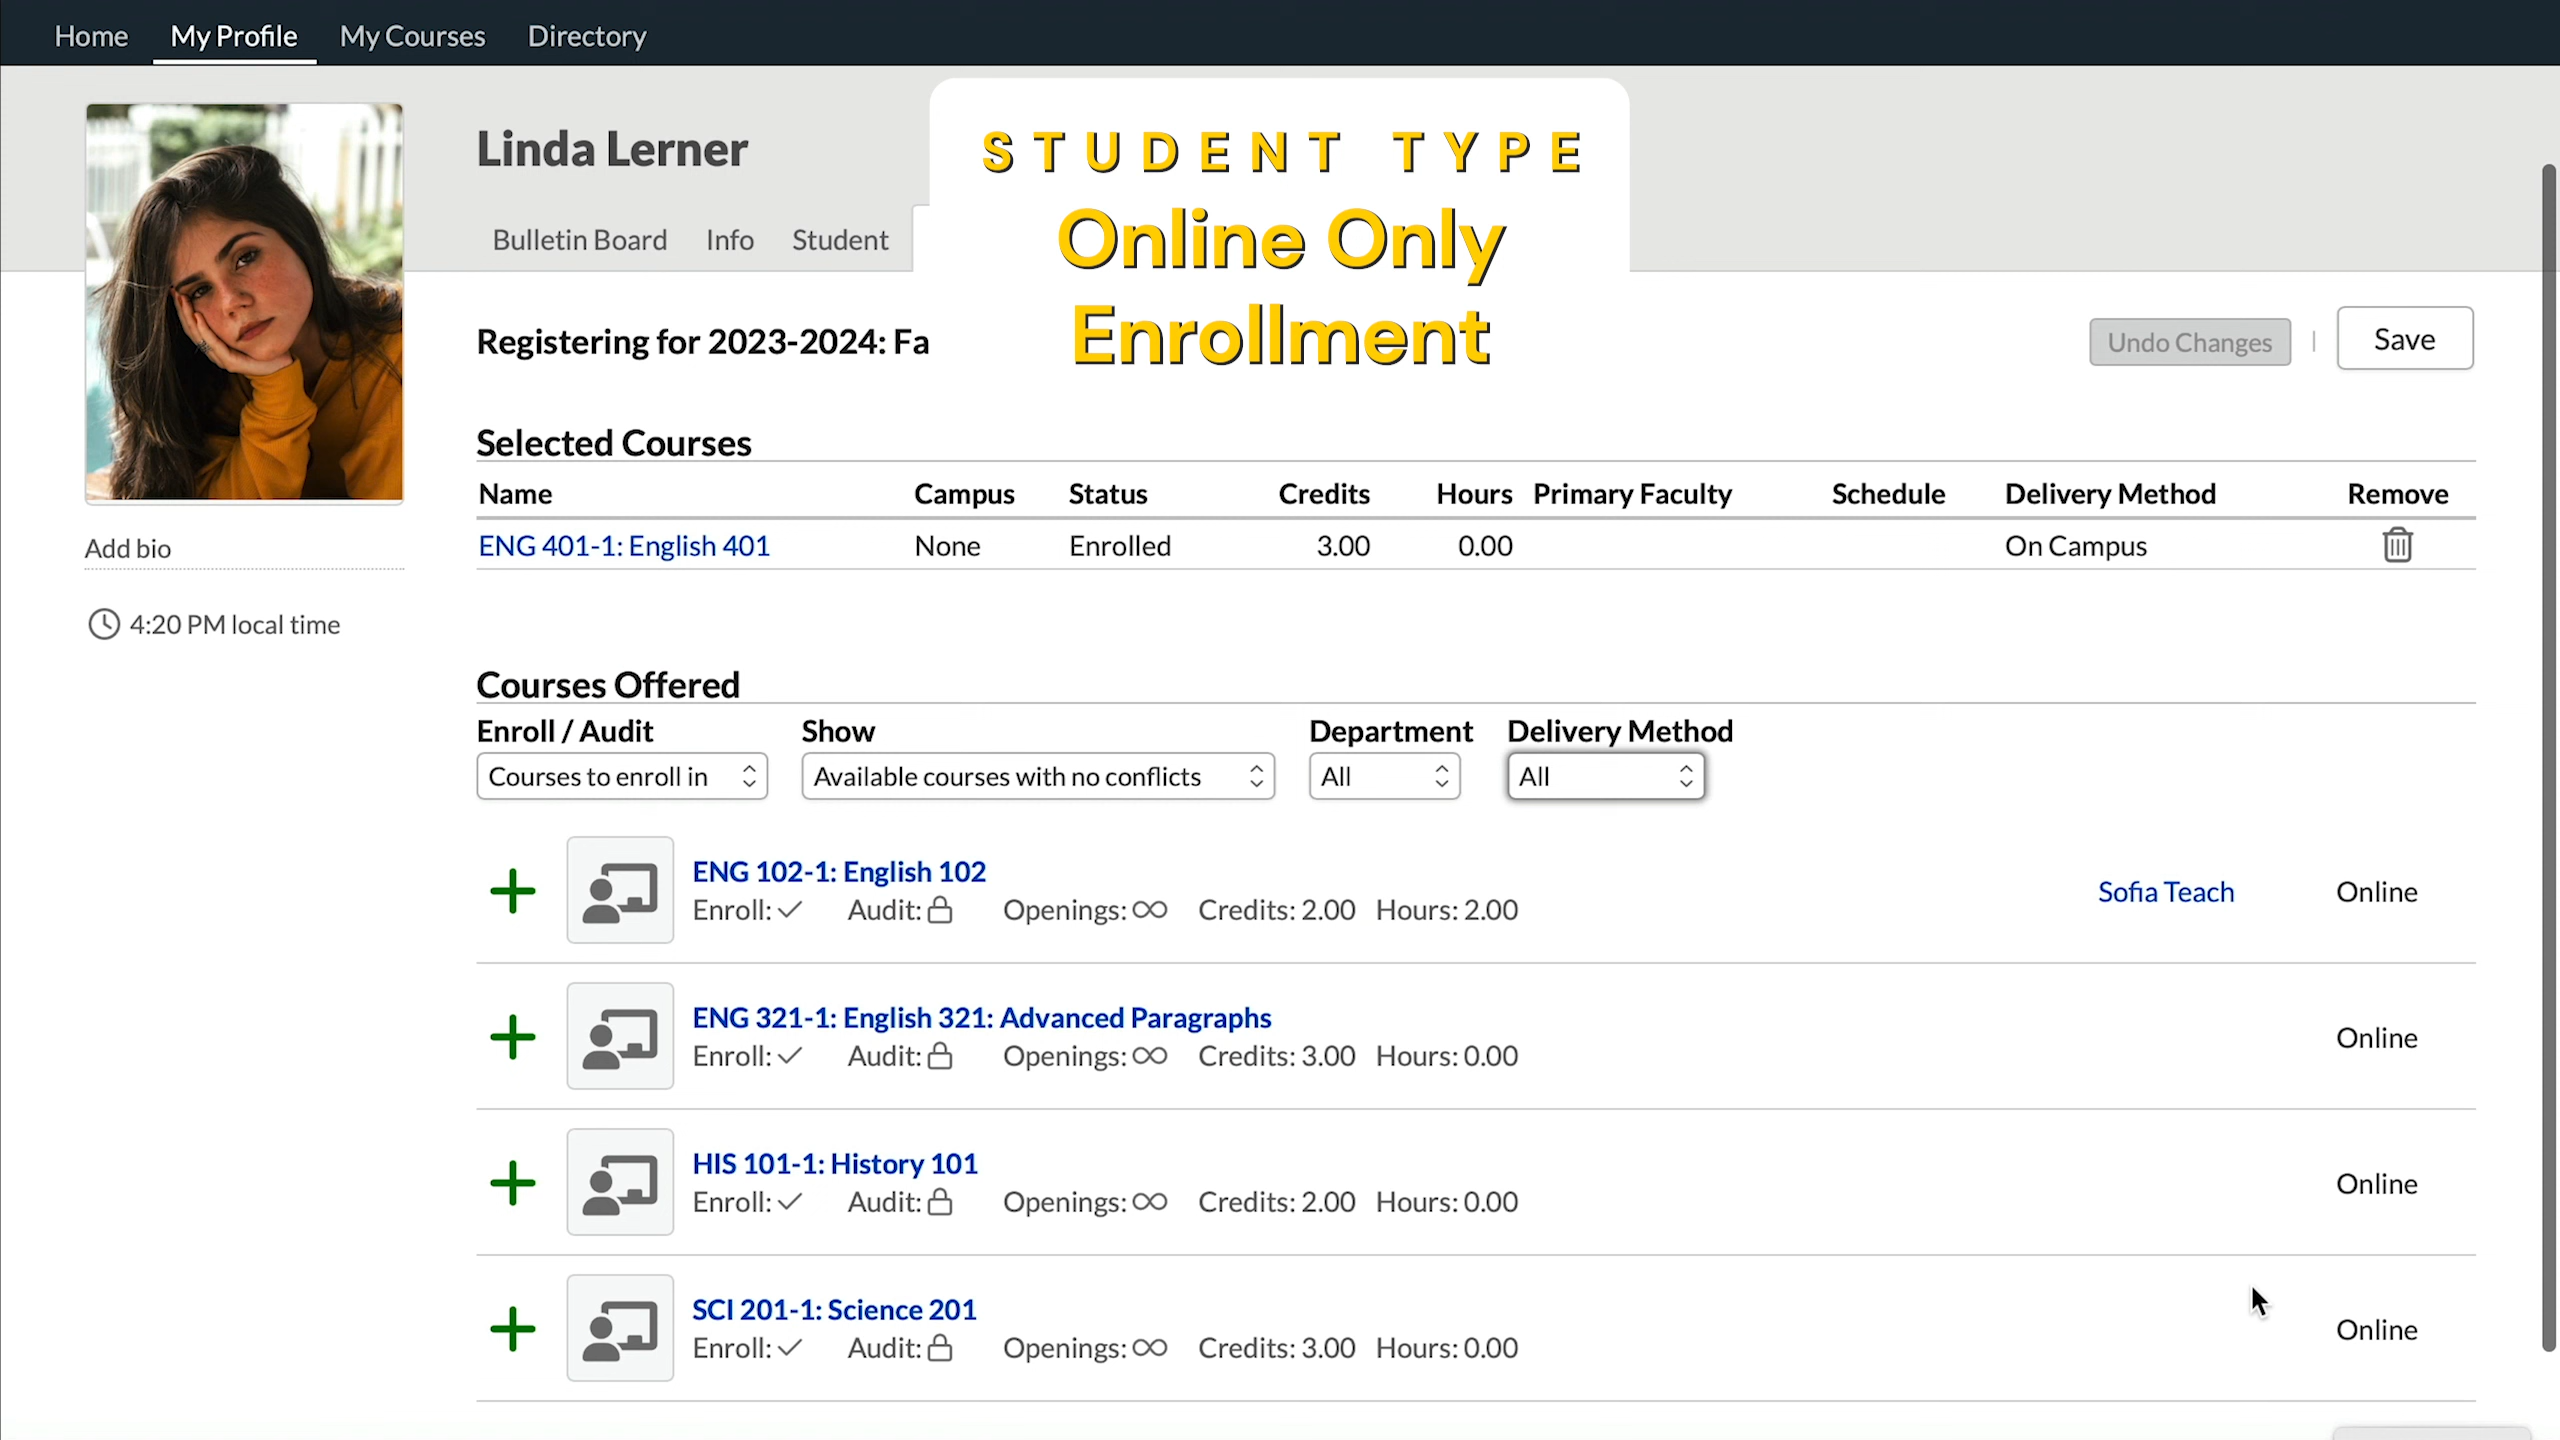 Home My Profile My Courses Directory
Linda Lerner
STUDENT TYPE
Online Only
Enrollment
Bulletin Board Info Student
Registering for 2023-2024: Fa
Undo Changes | Save
Add bio
4:20 PM local time
Selected Courses
Name Campus Status Credits Hours Primary Faculty Schedule Delivery Method Remove
ENG 401-1: English 401 None Enrolled 3.00 0.00 On Campus
Courses Offered
Enroll / Audit Show Department Delivery Method
Courses to enroll in Available courses with no conflicts All All
ENG 102-1: English 102
Enroll: ✓ Audit: Openings: ∞ Credits: 2.00 Hours: 2.00
Sofia Teach Online
ENG 321-1: English 321: Advanced Paragraphs
Enroll: ✓ Audit: Openings: ∞ Credits: 3.00 Hours: 0.00
Online
HIS 101-1: History 101
Enroll: ✓ Audit: Openings: ∞ Credits: 2.00 Hours: 0.00
Online
SCI 201-1: Science 201
Enroll: ✓ Audit: Openings: ∞ Credits: 3.00 Hours: 0.00
Online